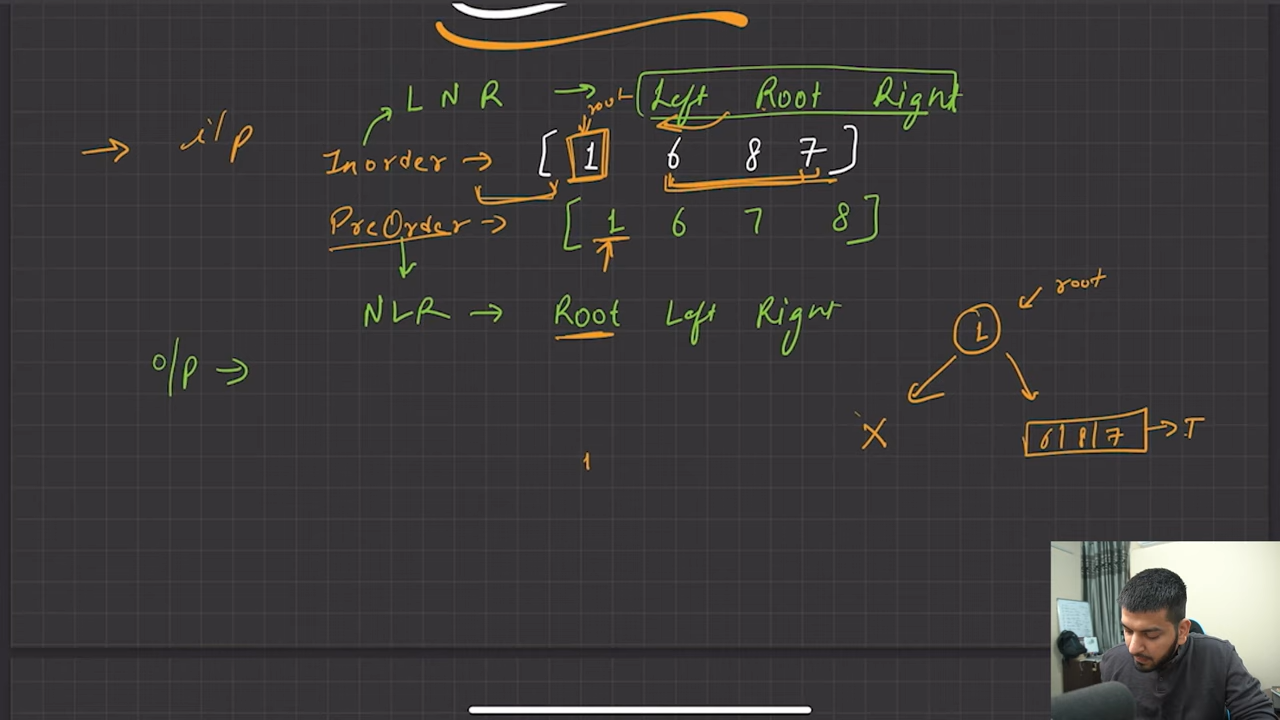 L N R → Left Root Right
root
→ i/p
Inorder → [ 1 6 8 7 ]
PreOrder → [ 1 6 7 8 ]
root
NLR → Root Left Right
1
O/P →
X
6 | 8 | 7 → I
1